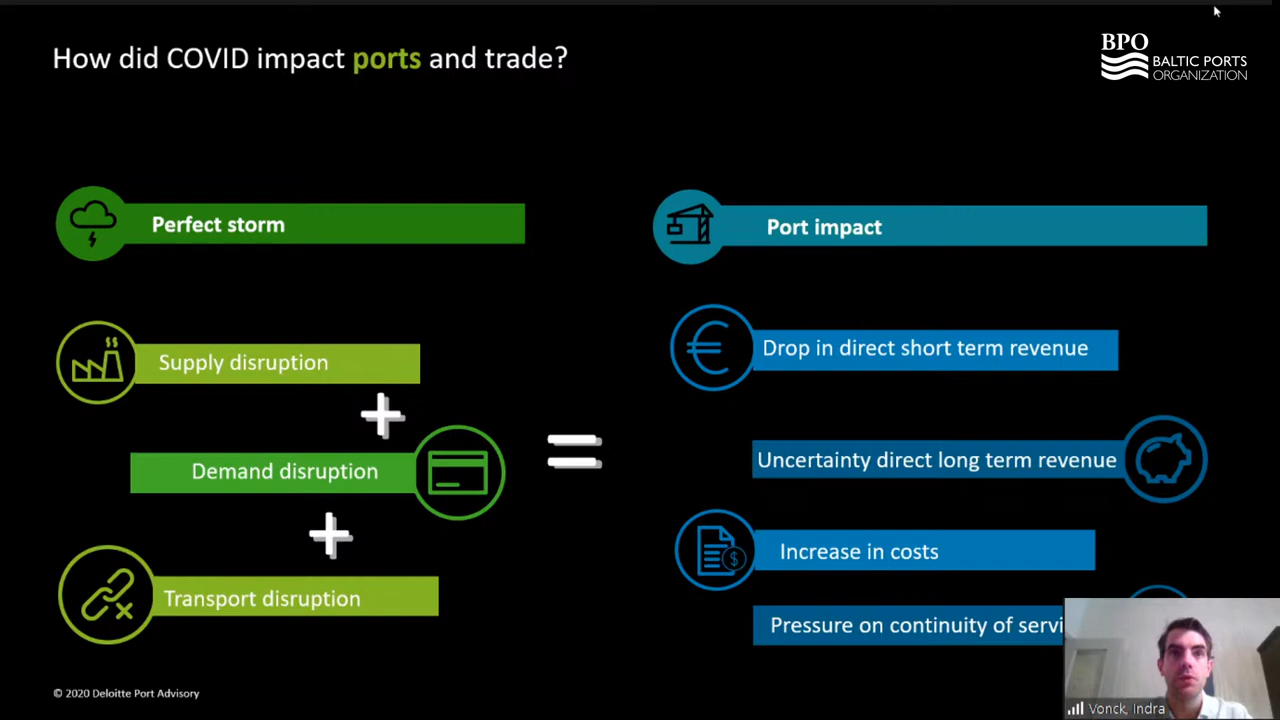 How did COVID impact ports and trade?
BPO
BALTIC PORTS
ORGANIZATION
Perfect storm
Supply disruption
+
Demand disruption
+
Transport disruption
=
Port impact
€
Drop in direct short term revenue
Uncertainty direct long term revenue
$
Increase in costs
Pressure on continuity of servi
© 2020 Deloitte Port Advisory
Vonck, Indra